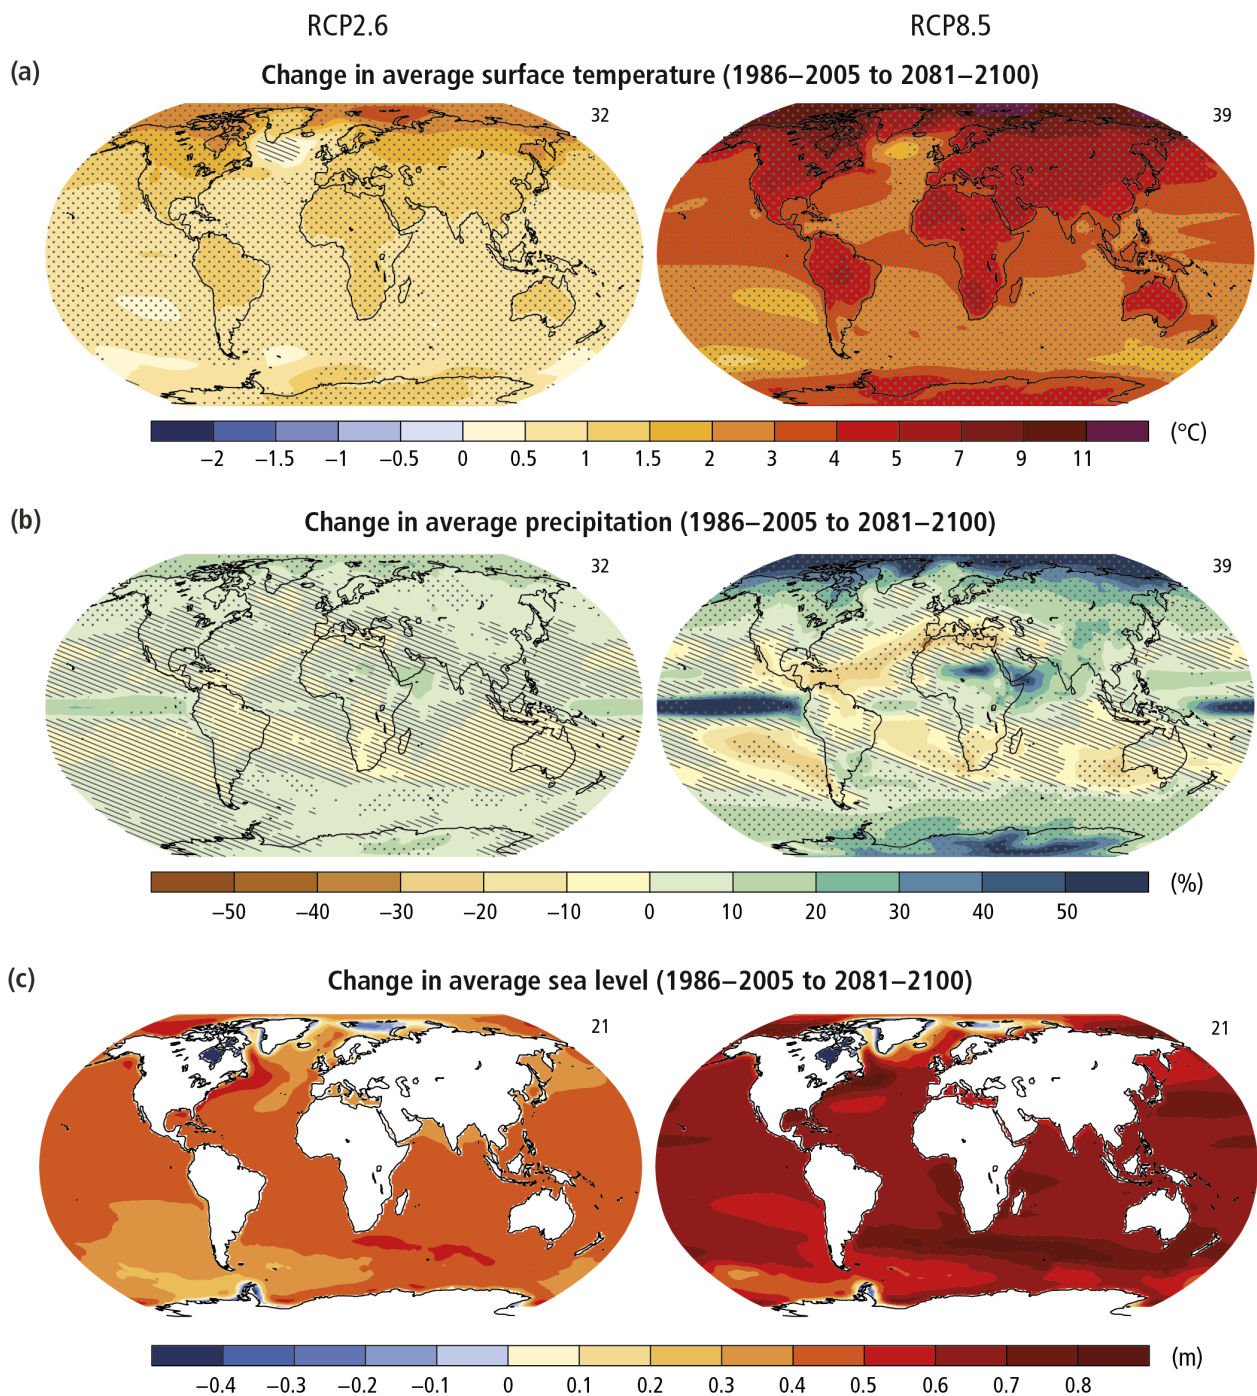 RCP2.6 RCP8.5
(a) Change in average surface temperature (1986–2005 to 2081–2100)
32 39
−2 −1.5 −1 −0.5 0 0.5 1 1.5 2 3 4 5 7 9 11 (°C)
(b) Change in average precipitation (1986–2005 to 2081–2100)
32 39
−50 −40 −30 −20 −10 0 10 20 30 40 50 (%)
(c) Change in average sea level (1986–2005 to 2081–2100)
21 21
−0.4 −0.3 −0.2 −0.1 0 0.1 0.2 0.3 0.4 0.5 0.6 0.7 0.8 (m)